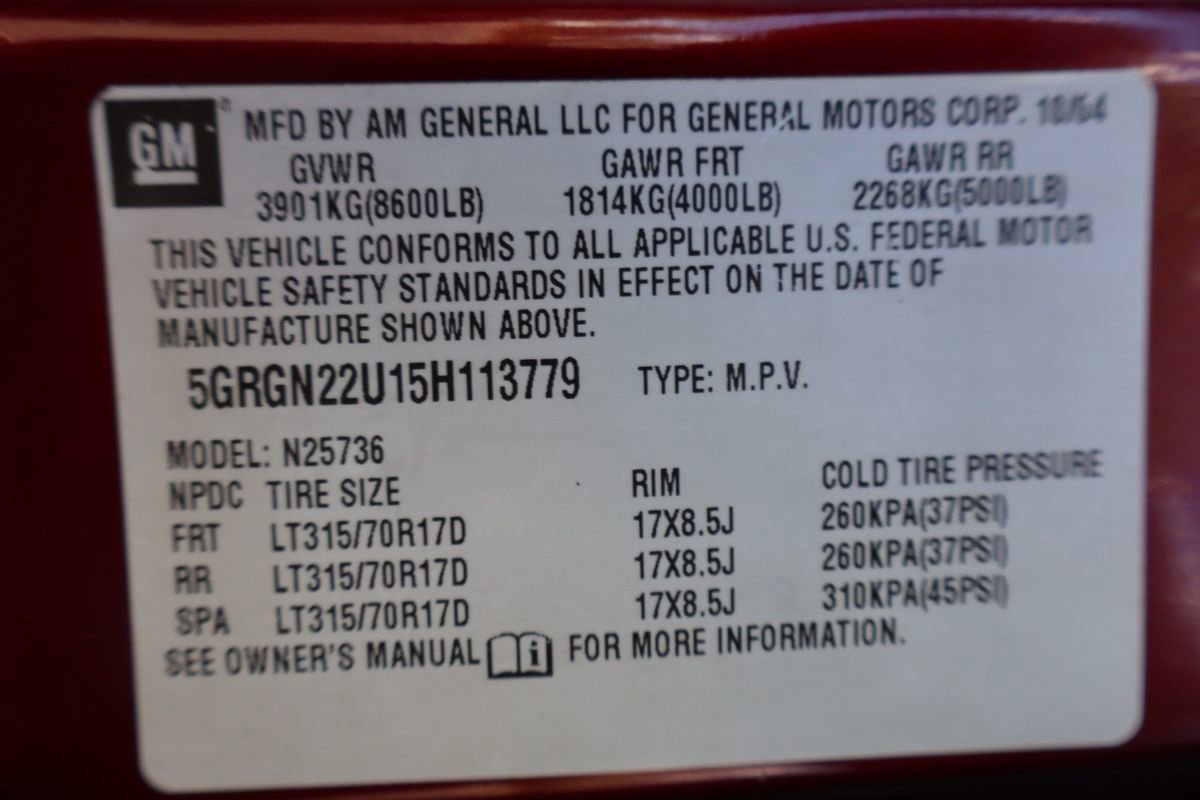 GM ® MFD BY AM GENERAL LLC FOR GENERAL MOTORS CORP. 10/04
GVWR GAWR FRT GAWR RR
3901KG(8600LB) 1814KG(4000LB) 2268KG(5000LB)
THIS VEHICLE CONFORMS TO ALL APPLICABLE U.S. FEDERAL MOTOR
VEHICLE SAFETY STANDARDS IN EFFECT ON THE DATE OF
MANUFACTURE SHOWN ABOVE.
5GRGN22U15H113779 TYPE: M.P.V.
MODEL: N25736
NPDC TIRE SIZE RIM COLD TIRE PRESSURE
FRT LT315/70R17D 17X8.5J 260KPA(37PSI)
RR LT315/70R17D 17X8.5J 260KPA(37PSI)
SPA LT315/70R17D 17X8.5J 310KPA(45PSI)
SEE OWNER'S MANUAL i FOR MORE INFORMATION.